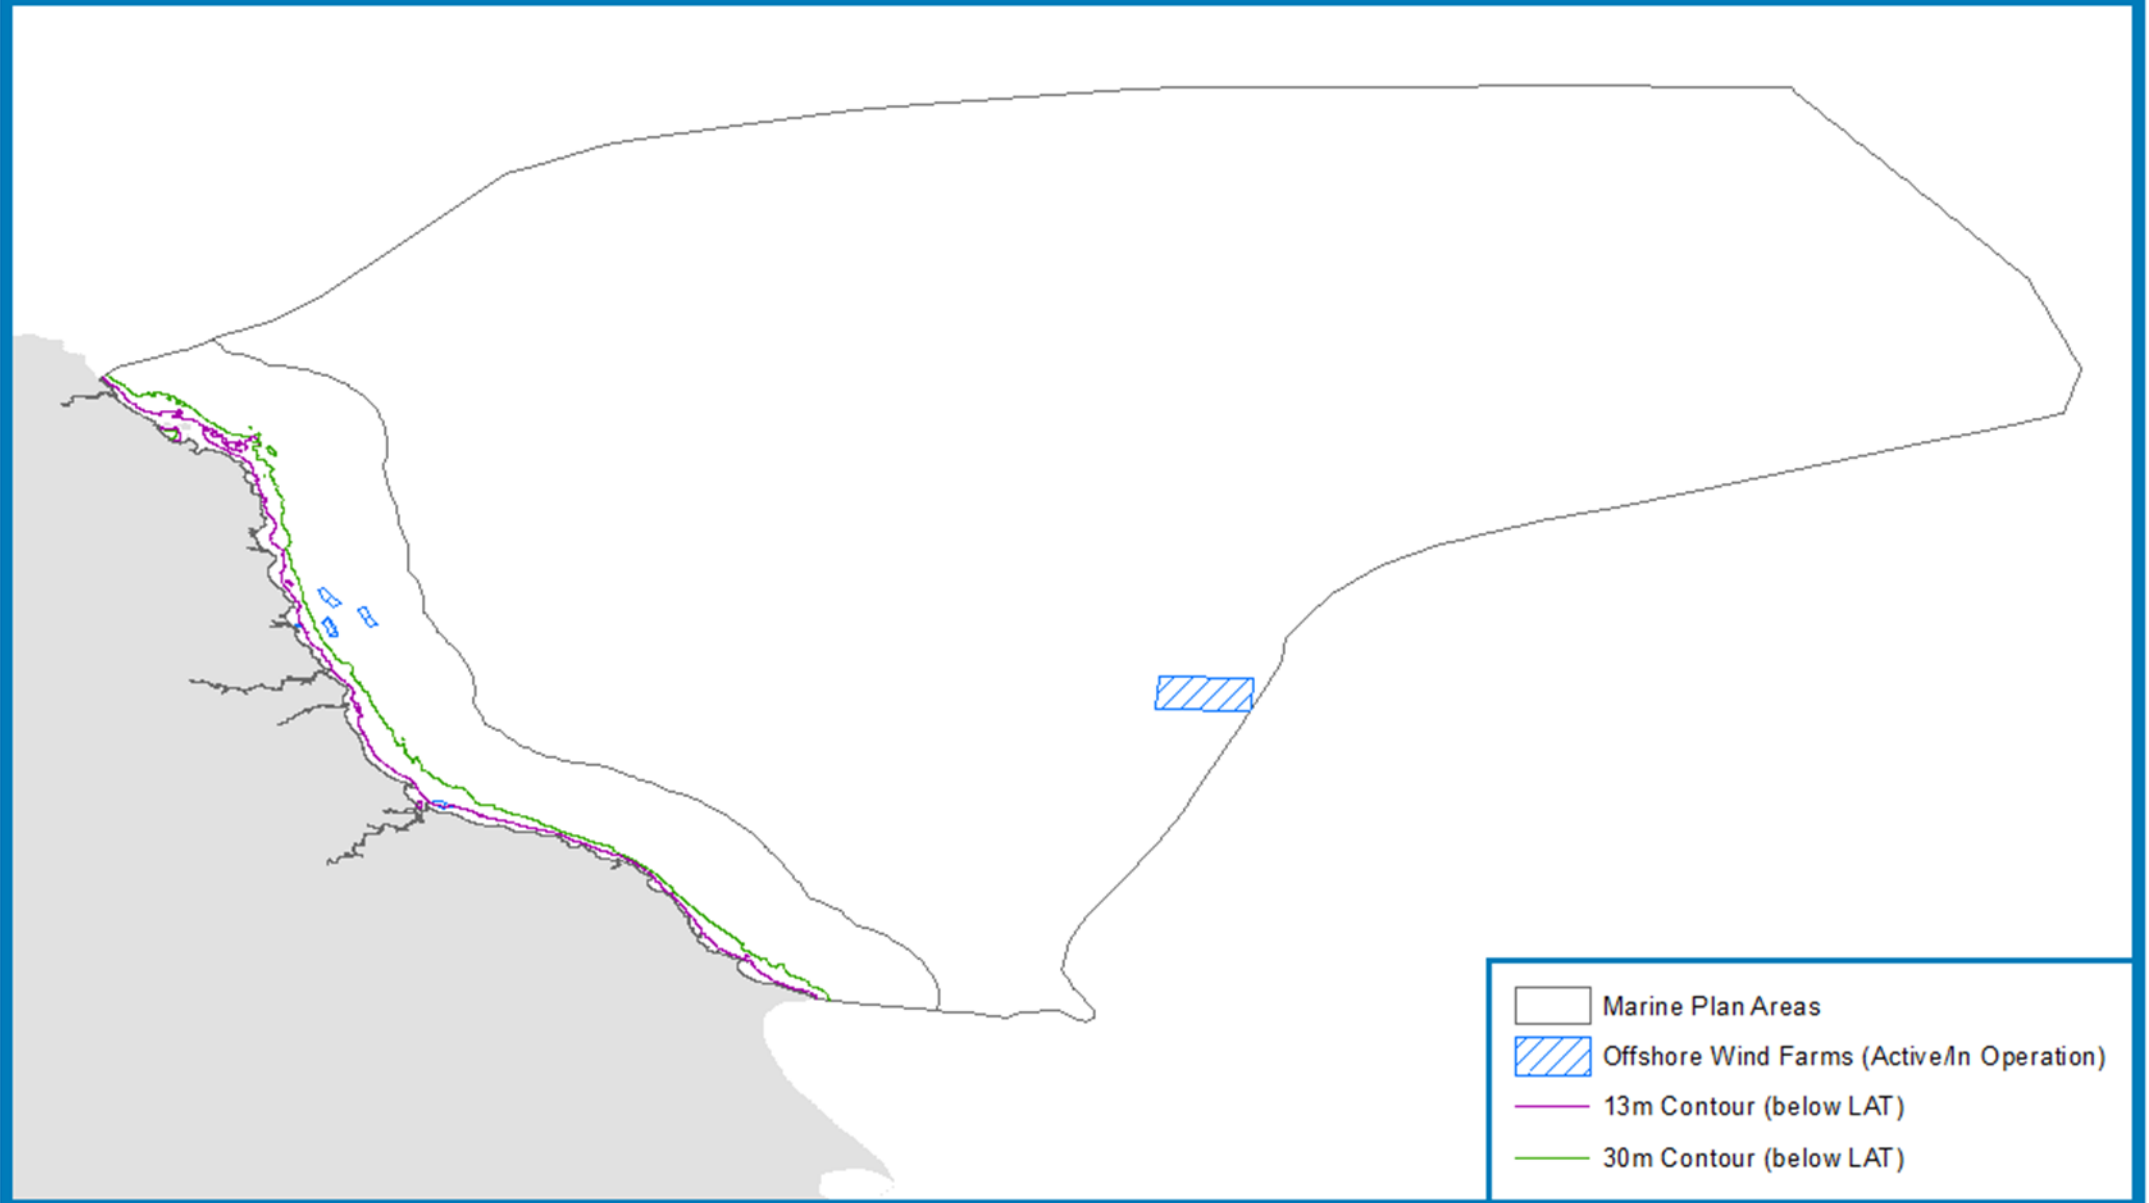 Marine Plan Areas
Offshore Wind Farms (Active/In Operation)
13m Contour (below LAT)
30m Contour (below LAT)